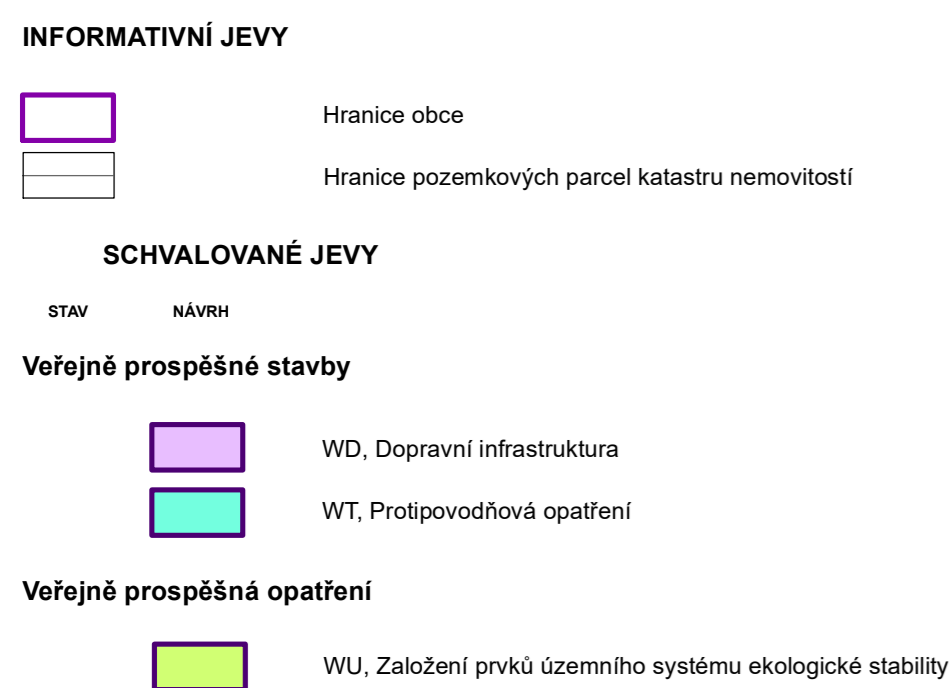 INFORMATIVNÍ JEVY
Hranice obce
Hranice pozemkových parcel katastru nemovitostí
SCHVALOVANÉ JEVY
STAV NÁVRH
Veřejně prospěšné stavby
WD, Dopravní infrastruktura
WT, Protipovodňová opatření
Veřejně prospěšná opatření
WU, Založení prvků územního systému ekologické stability